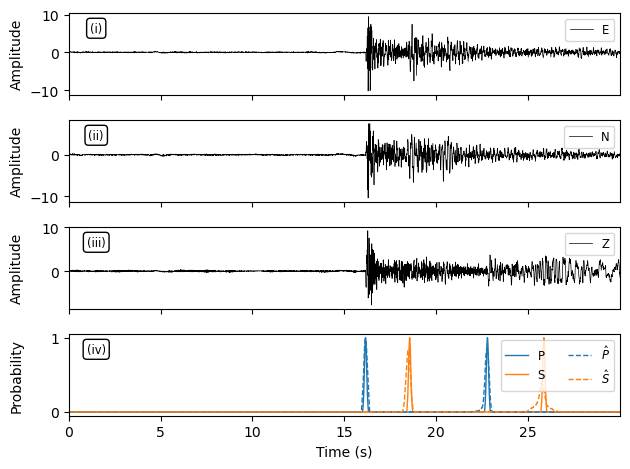 10
0
−10
Amplitude
(i)
E
0
−10
Amplitude
(ii)
N
10
0
Amplitude
(iii)
Z
1
0
Probability
(iv)
P
S
P̂
Ŝ
0 5 10 15 20 25
Time (s)